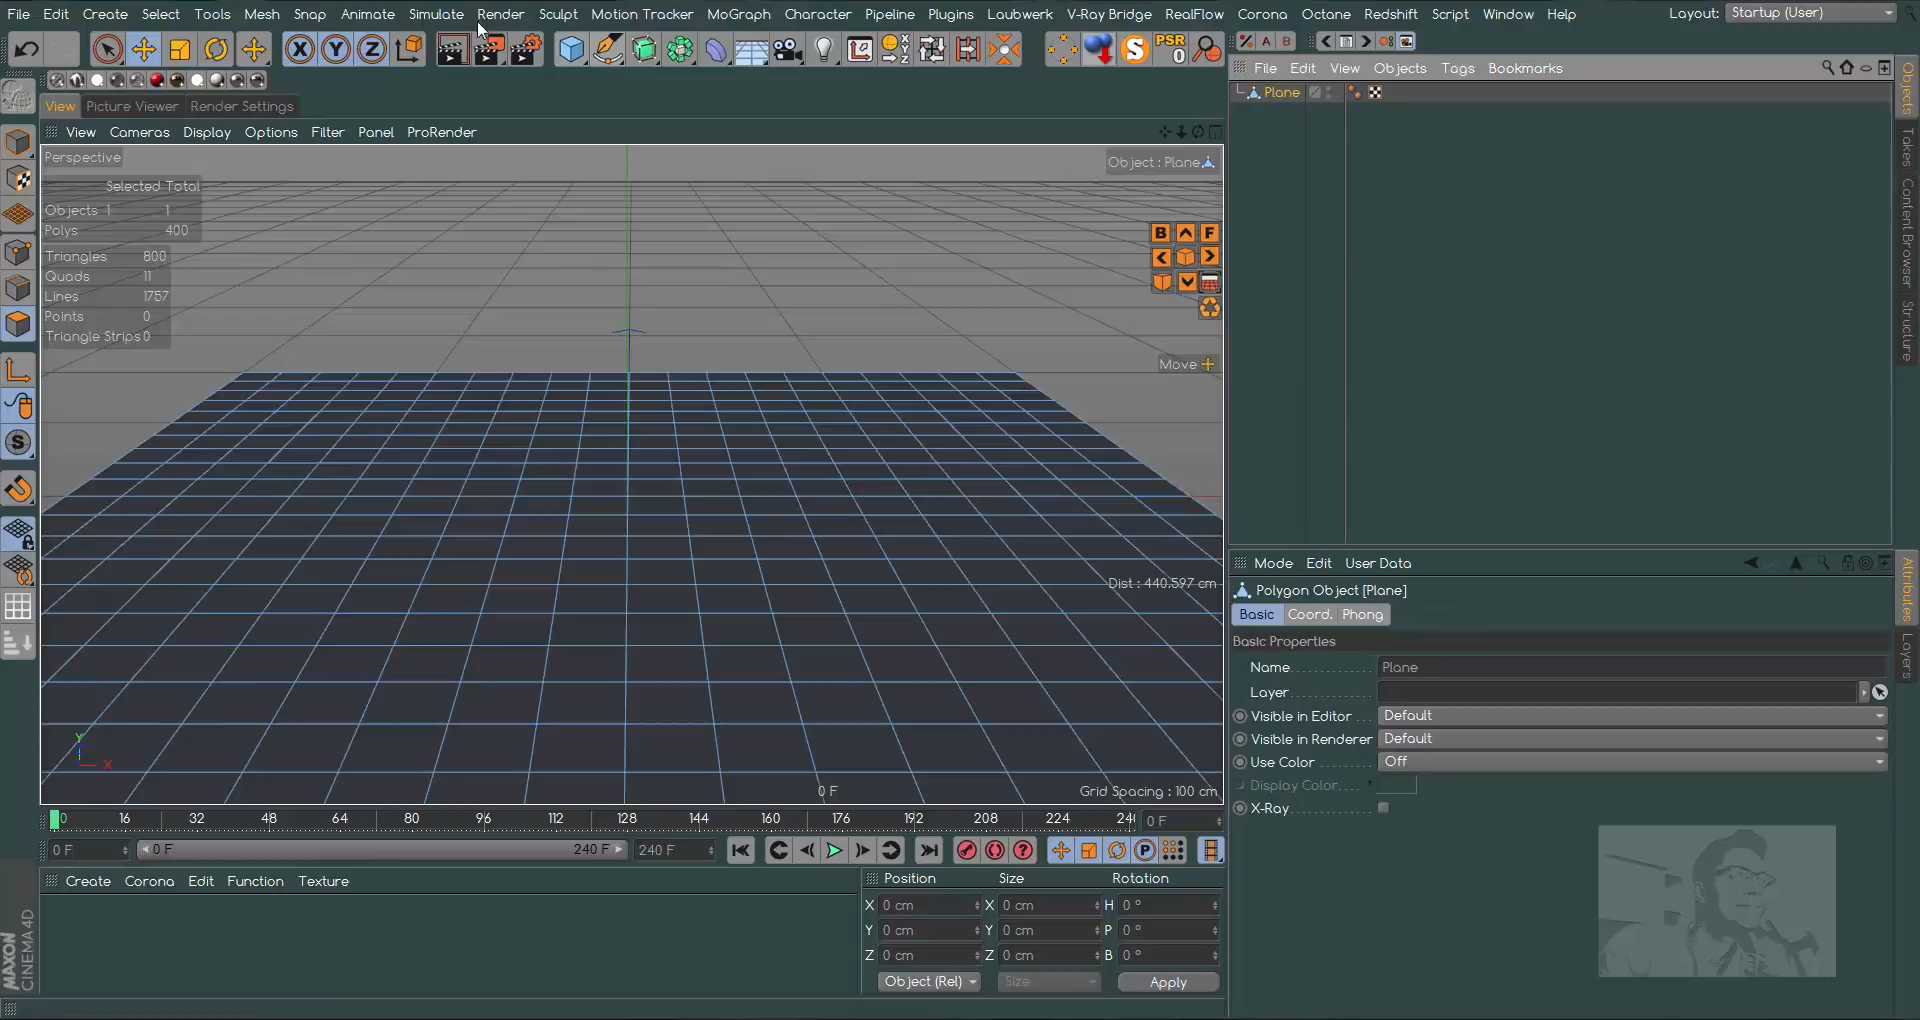 File Edit Create Select Tools Mesh Snap Animate Simulate Render Sculpt Motion Tracker MoGraph Character Pipeline Plugins Laubwerk V-Ray Bridge RealFlow Corona Octane Redshift Script Window Help Layout: Startup (User)
X Y Z S PSR 0 A B
File Edit View Objects Tags Bookmarks
Plane
View Picture Viewer Render Settings
View Cameras Display Options Filter Panel ProRender
Perspective
Object : Plane
Selected Total
Objects 1 1
Polys 400
Triangles 800
Quads 11
Lines 1757
Points 0
Triangle Strips 0
B F
Move
Dist : 440.597 cm
Y
X
0 F
Grid Spacing : 100 cm
0 16 32 48 64 80 96 112 128 144 160 176 192 208 224 240 0 F
0 F 0 F 240 F 240 F
P
Create Corona Edit Function Texture
Position Size Rotation
X 0 cm X 0 cm H 0 °
Y 0 cm Y 0 cm P 0 °
Z 0 cm Z 0 cm B 0 °
Object (Rel) Size Apply
MAXON
CINEMA 4D
Objects
Takes
Content Browser
Structure
Mode Edit User Data
Polygon Object [Plane]
Basic Coord. Phong
Basic Properties
Name Plane
Layer
Visible in Editor Default
Visible in Renderer Default
Use Color Off
Display Color
X-Ray
Attributes
Layers